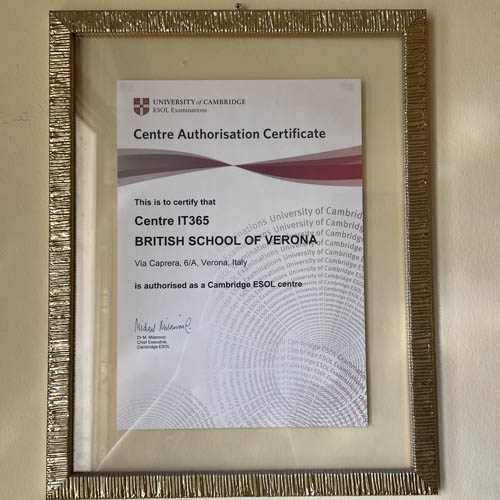 UNIVERSITY of CAMBRIDGE
ESOL Examinations
Centre Authorisation Certificate
This is to certify that
Centre IT365
BRITISH SCHOOL OF VERONA
Via Caprera, 6/A, Verona, Italy
is authorised as a Cambridge ESOL centre
Dr M. Milanovic
Chief Executive,
Cambridge ESOL